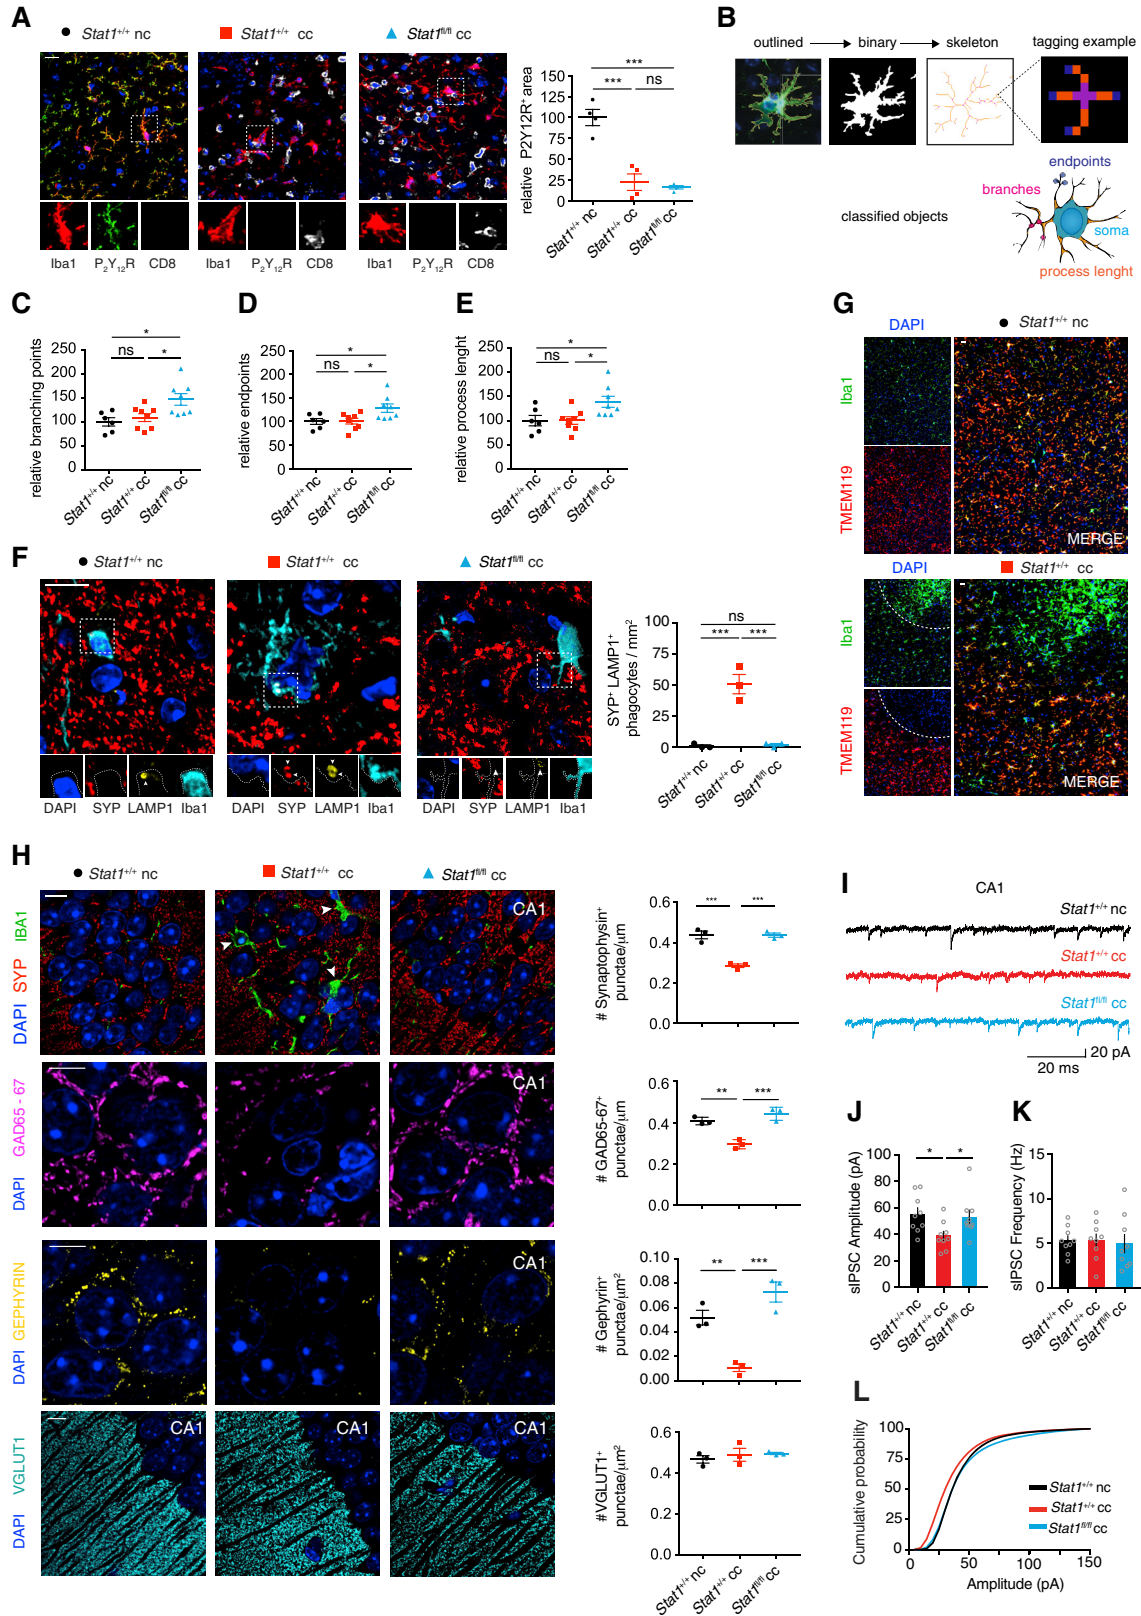 A
Stat1+/+ nc
Stat1+/+ cc
Stat1fl/fl cc
Iba1
P2Y12R
CD8
Iba1
P2Y12R
CD8
Iba1
P2Y12R
CD8
relative P2Y12R+ area
150
125
100
75
50
25
0
***
***
ns
Stat1+/+ nc
Stat1+/+ cc
Stat1fl/fl cc
B
outlined
binary
skeleton
tagging example
classified objects
endpoints
branches
soma
process lenght
C
relative branching points
250
200
150
100
50
0
*
ns
*
Stat1+/+ nc
Stat1+/+ cc
Stat1fl/fl cc
D
relative endpoints
250
200
150
100
50
0
*
ns
*
Stat1+/+ nc
Stat1+/+ cc
Stat1fl/fl cc
E
relative process lenght
250
200
150
100
50
0
*
ns
*
Stat1+/+ nc
Stat1+/+ cc
Stat1fl/fl cc
G
DAPI
Stat1+/+ nc
Iba1
TMEM119
MERGE
DAPI
Stat1+/+ cc
Iba1
TMEM119
MERGE
F
Stat1+/+ nc
Stat1+/+ cc
Stat1fl/fl cc
DAPI
SYP
LAMP1
Iba1
DAPI
SYP
LAMP1
Iba1
DAPI
SYP
LAMP1
Iba1
SYP+ LAMP1+
phagocytes / mm2
100
75
50
25
0
ns
***
***
Stat1+/+ nc
Stat1+/+ cc
Stat1fl/fl cc
H
Stat1+/+ nc
Stat1+/+ cc
Stat1fl/fl cc
DAPI SYP IBA1
CA1
DAPI GAD65 - 67
CA1
DAPI GEPHYRIN
CA1
DAPI VGLUT1
CA1
CA1
CA1
# Synaptophysin+
punctae/μm
0.6
0.4
0.2
0.0
***
***
# GAD65-67+
punctae/μm
0.6
0.4
0.2
0.0
**
***
# Gephyrin+
punctae/μm2
0.10
0.08
0.06
0.04
0.02
0.00
**
***
#VGLUT1+
punctae/μm2
0.6
0.4
0.2
0.0
Stat1+/+ nc
Stat1+/+ cc
Stat1fl/fl cc
I
CA1
Stat1+/+ nc
Stat1+/+ cc
Stat1fl/fl cc
20 pA
20 ms
J
sIPSC Amplitude (pA)
100
80
60
40
20
0
*
*
Stat1+/+ nc
Stat1+/+ cc
Stat1fl/fl cc
K
sIPSC Frequency (Hz)
15
10
5
0
Stat1+/+ nc
Stat1+/+ cc
Stat1fl/fl cc
L
Cumulative probability
100
75
50
25
0
0
50
100
150
Amplitude (pA)
Stat1+/+ nc
Stat1+/+ cc
Stat1fl/fl cc